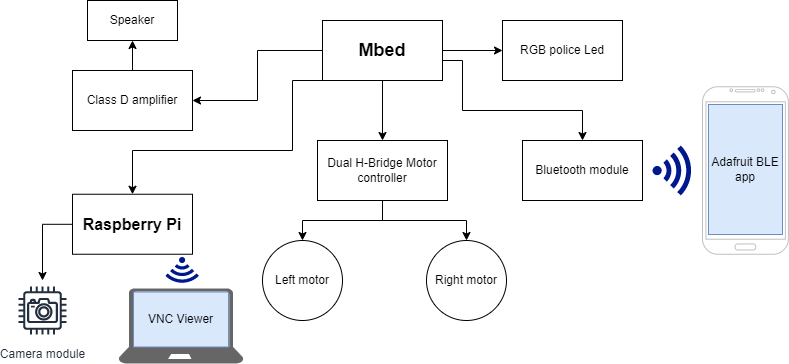 Speaker
Mbed
RGB police Led
Class D amplifier
Dual H-Bridge Motor
controller
Bluetooth module
Adafruit BLE
app
Raspberry Pi
Left motor
Right motor
VNC Viewer
Camera module